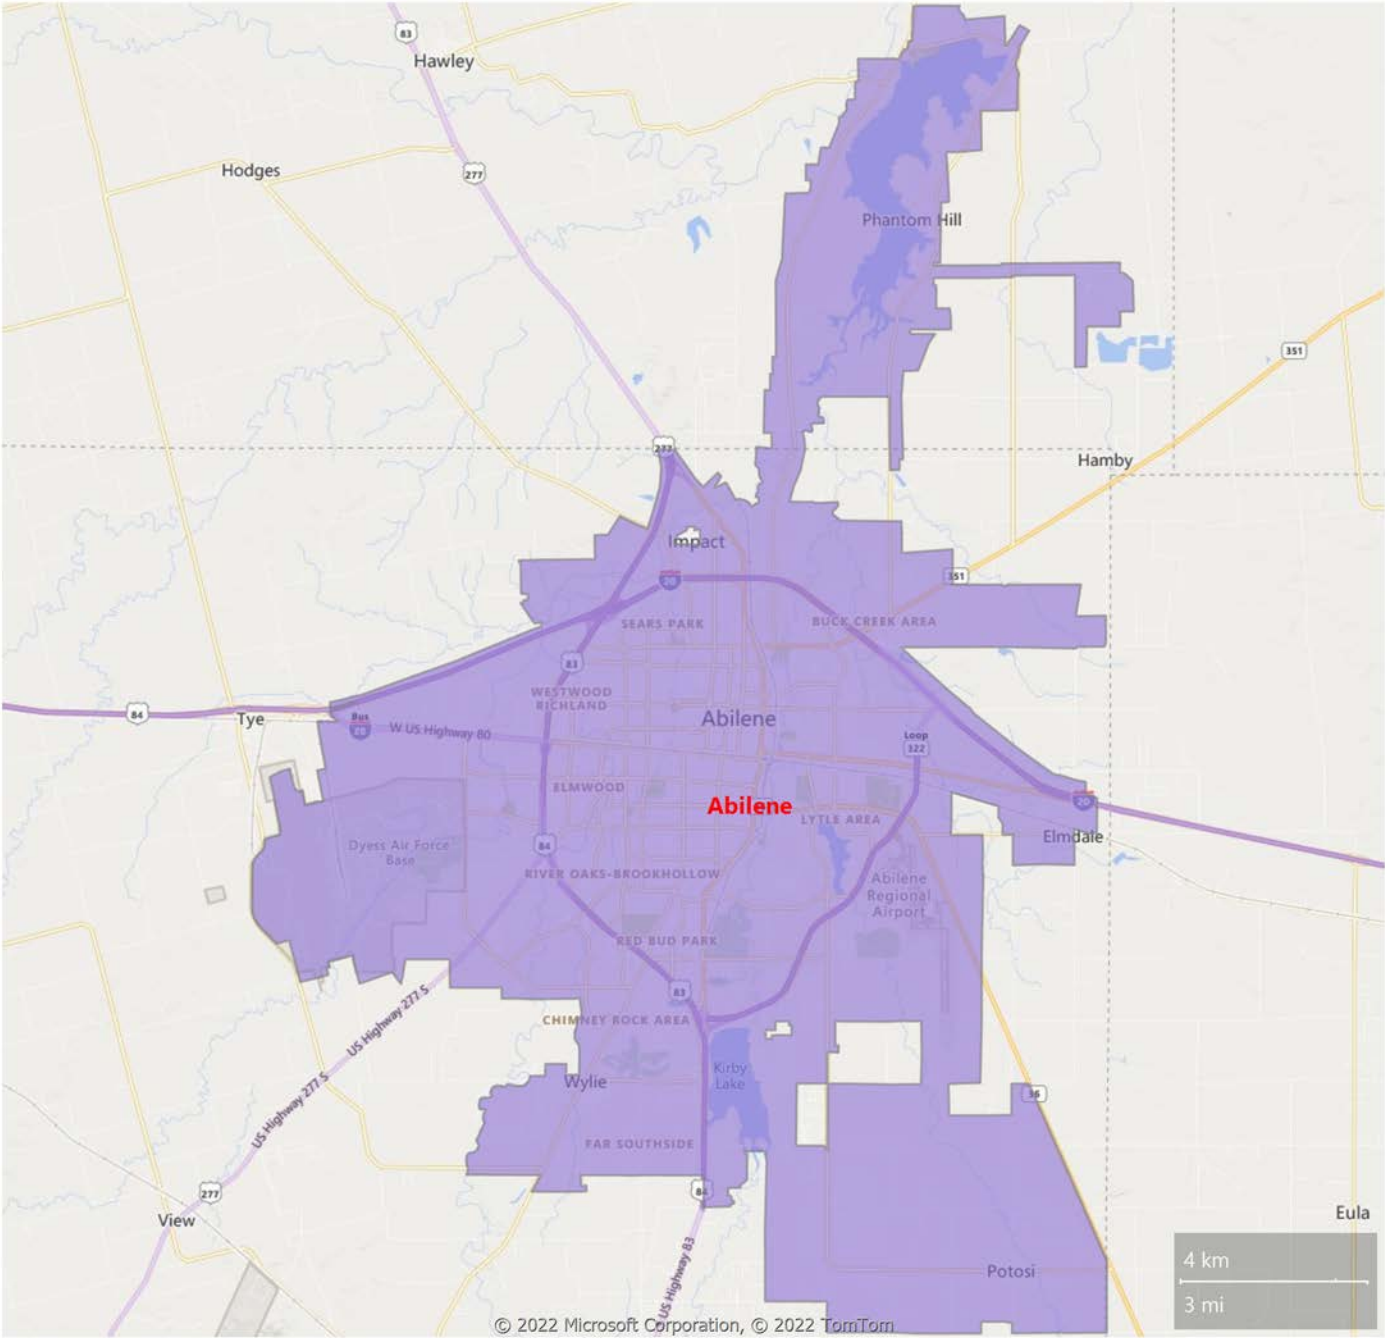 83
Hawley
Hodges
277
Phantom Hill
351
277
Hamby
Impact
351
20
SEARS PARK
BUCK CREEK AREA
83
WESTWOOD
RICHLAND
84
Tye
Bus
20
W US Highway 80
Abilene
Loop
322
ELMWOOD
Abilene
LYTLE AREA
20
Elmdale
Dyess Air Force
Base
84
RIVER OAKS-BROOKHOLLOW
Abilene
Regional
Airport
RED BUD PARK
83
US Highway 277 S
CHIMNEY ROCK AREA
Kirby
Lake
Wylie
36
US Highway 277 S
FAR SOUTHSIDE
277
84
View
Eula
US Highway 83
Potosi
4 km
3 mi
© 2022 Microsoft Corporation, © 2022 TomTom